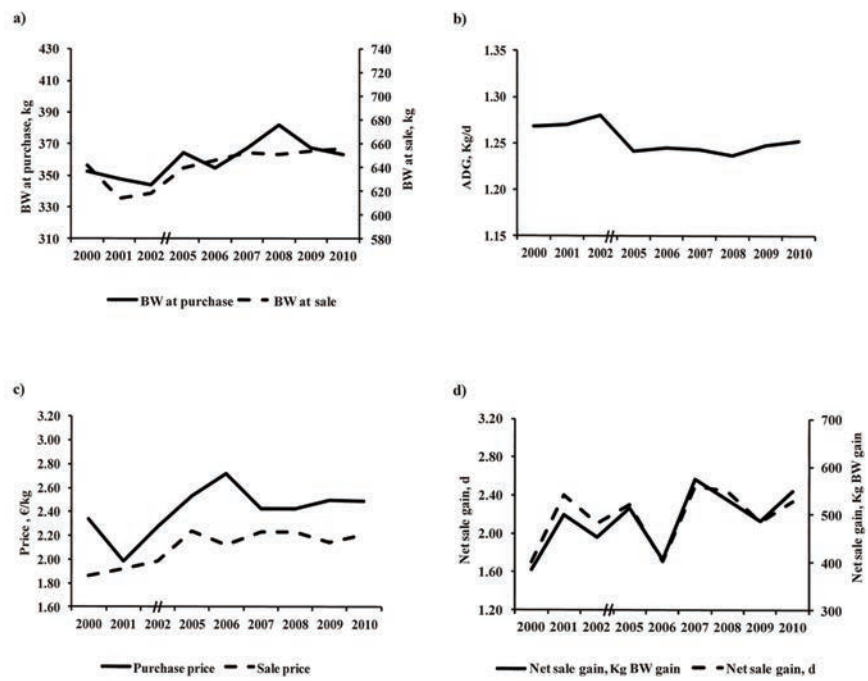 a)
430
410
390
370
350
330
310
BW at purchase, kg
740
720
700
680
660
640
620
600
580
BW at sale, kg
2000 2001 2002 2005 2006 2007 2008 2009 2010
BW at purchase BW at sale
b)
1.35
1.30
1.25
1.20
1.15
ADG, Kg/d
2000 2001 2002 2005 2006 2007 2008 2009 2010
c)
3.20
3.00
2.80
2.60
2.40
2.20
2.00
1.80
1.60
Price , €/kg
2000 2001 2002 2005 2006 2007 2008 2009 2010
Purchase price Sale price
d)
3.20
2.80
2.40
2.00
1.60
1.20
Net sale gain, d
700
600
500
400
300
Net sale gain, Kg BW gain
2000 2001 2002 2005 2006 2007 2008 2009 2010
Net sale gain, Kg BW gain Net sale gain, d